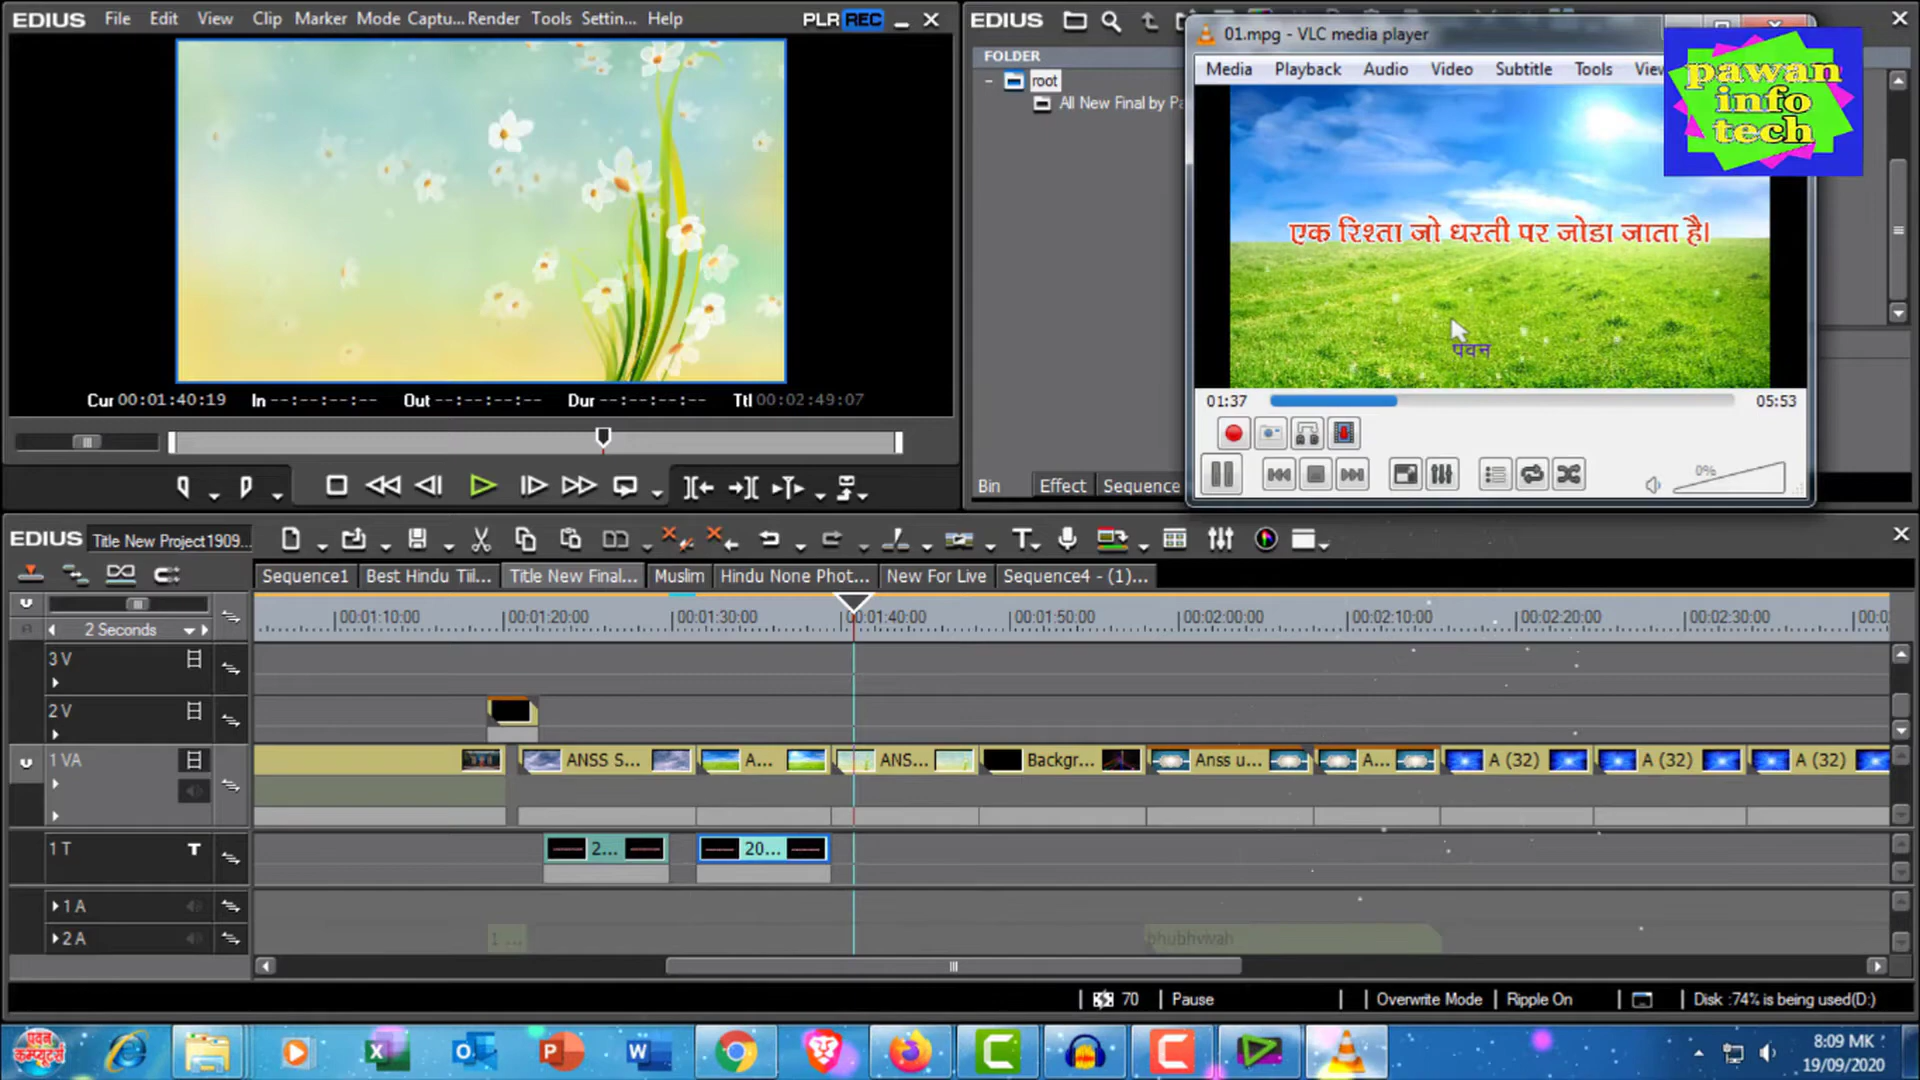 EDIUS File Edit View Clip Marker Mode Captu... Render Tools Settin... Help PLR REC
Cur 00:01:40:19 In --:--:--:-- Out --:--:--:-- Dur --:--:--:-- Ttl 00:02:49:07
EDIUS
FOLDER
root
All New Final by Pa
Bin Effect Sequence
01.mpg - VLC media player
Media Playback Audio Video Subtitle Tools View
pawan
info
tech
एक रिश्ता जो धरती पर जोडा जाता है।
पवन
01:37 05:53
0%
EDIUS Title New Project1909...
Sequence1 Best Hindu Tiil... Title New Final... Muslim Hindu None Phot... New For Live Sequence4 - (1)...
2 Seconds 00:01:10:00 00:01:20:00 00:01:30:00 00:01:40:00 00:01:50:00 00:02:00:00 00:02:10:00 00:02:20:00 00:02:30:00
3 V
2 V
1 VA ANSS S... A... ANS... Backgr... Anss u... A... A (32) A (32) A (32)
1 T T 2... 20...
1 A
2 A 1 ... bhubhvivah
70 Pause Overwrite Mode Ripple On Disk :74% is being used(D:)
पवन
कम्प्यूटर्स
8:09 MK
19/09/2020